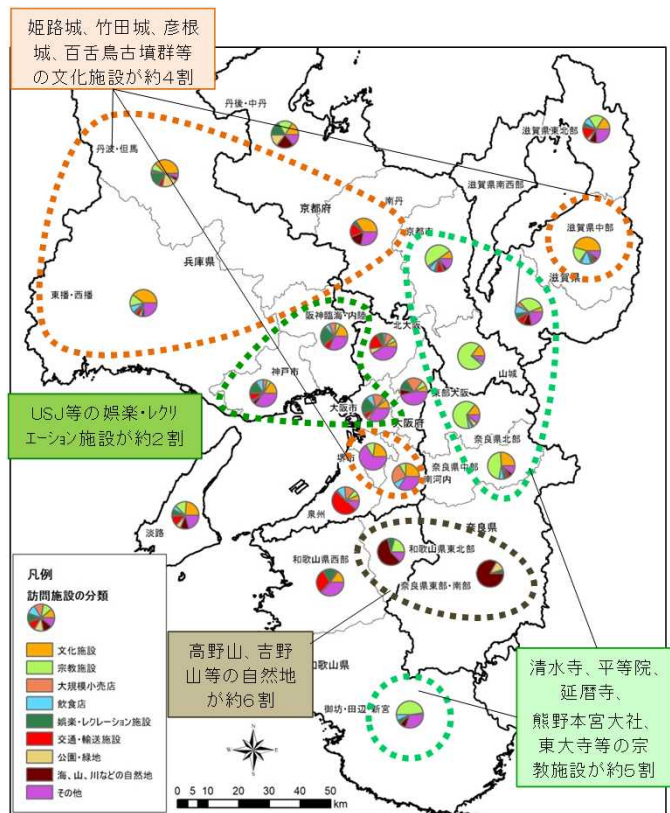 姫路城、竹田城、彦根
城、百舌鳥古墳群等
の文化施設が約4割
丹後・中丹
滋賀県東北部
丹波・但馬
滋賀県南西部
南丹
京都府
京都市
滋賀県中部
兵庫県
滋賀県
東播・西播
阪神臨海・内陸
北大阪
山城
神戸市
USJ等の娯楽・レクリ
エーション施設が約2割
大阪市
東部大阪
大阪府
奈良県北部
堺市
奈良県中部
南河内
泉州
奈良県
淡路
和歌山県東北部
和歌山県西部
奈良県東部・南部
凡例
訪問施設の分類
文化施設
宗教施設
大規模小売店
飲食店
娯楽・レクレーション施設
交通・輸送施設
公園・緑地
海、山、川などの自然地
その他
高野山、吉野
山等の自然地
が約6割
和歌山県
御坊・田辺・新宮
清水寺、平等院、
延暦寺、
熊野本宮大社、
東大寺等の宗
教施設が約5割
N
W E
S
0 5 10 20 30 40 50
km